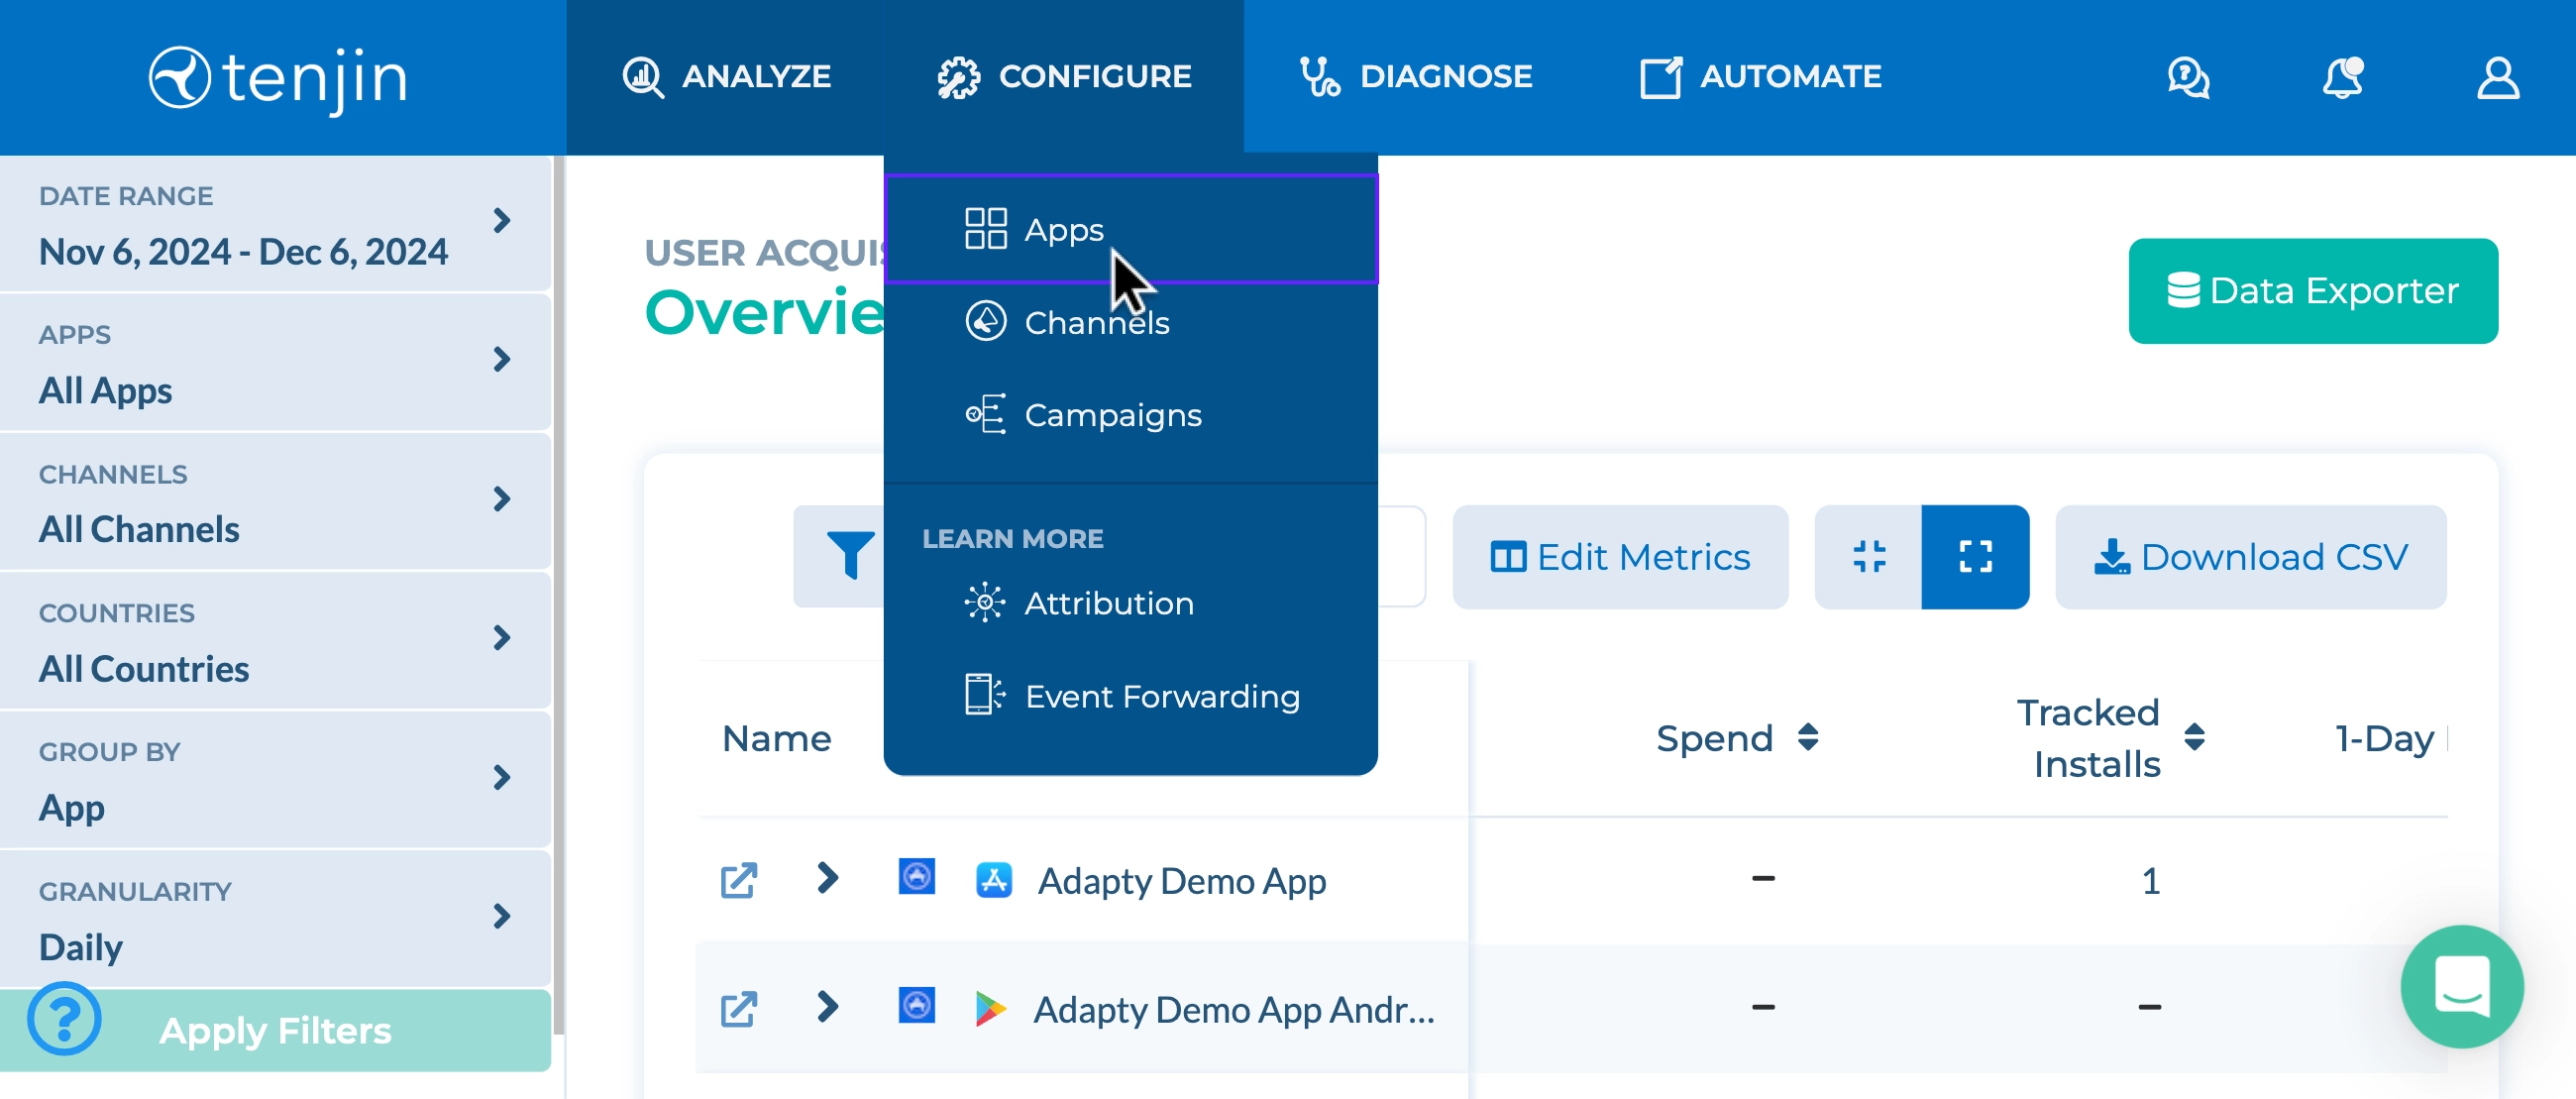 tenjin
ANALYZE
CONFIGURE
DIAGNOSE
AUTOMATE
DATE RANGE
Nov 6, 2024 - Dec 6, 2024
APPS
All Apps
CHANNELS
All Channels
COUNTRIES
All Countries
GROUP BY
App
GRANULARITY
Daily
Apply Filters
Apps
Channels
Campaigns
LEARN MORE
Attribution
Event Forwarding
USER ACQUIS
Overvie
Data Exporter
Edit Metrics
Download CSV
Name
Spend
Tracked
Installs
1-Day
Adapty Demo App
–
1
Adapty Demo App Andr...
–
–